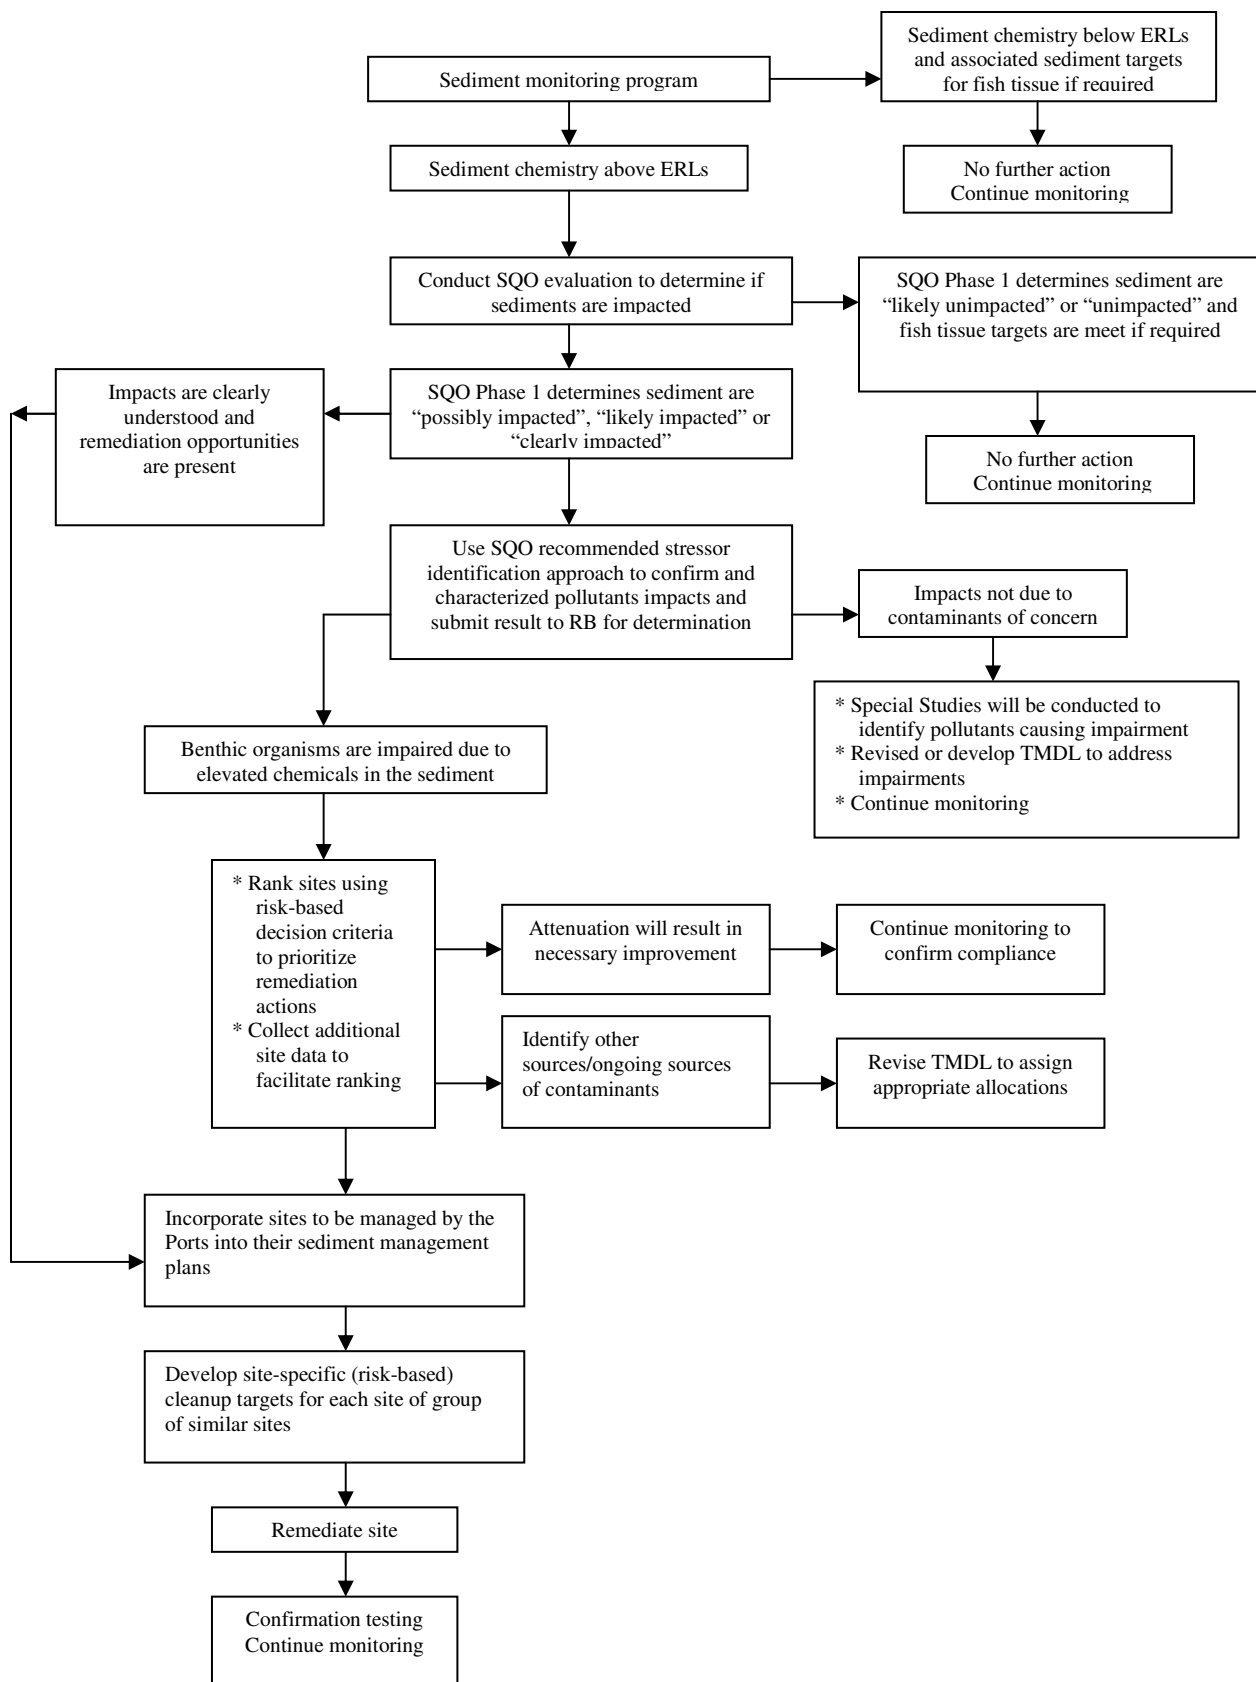 Sediment chemistry below ERLs
and associated sediment targets
for fish tissue if required
Sediment monitoring program
Sediment chemistry above ERLs
No further action
Continue monitoring
Conduct SQO evaluation to determine if
sediments are impacted
SQO Phase 1 determines sediment are
“likely unimpacted” or “unimpacted” and
fish tissue targets are meet if required
Impacts are clearly
understood and
remediation opportunities
are present
SQO Phase 1 determines sediment are
“possibly impacted”, “likely impacted” or
“clearly impacted”
No further action
Continue monitoring
Use SQO recommended stressor
identification approach to confirm and
characterized pollutants impacts and
submit result to RB for determination
Impacts not due to
contaminants of concern
* Special Studies will be conducted to
identify pollutants causing impairment
* Revised or develop TMDL to address
impairments
* Continue monitoring
Benthic organisms are impaired due to
elevated chemicals in the sediment
* Rank sites using
risk-based
decision criteria
to prioritize
remediation
actions
* Collect additional
site data to
facilitate ranking
Attenuation will result in
necessary improvement
Continue monitoring to
confirm compliance
Identify other
sources/ongoing sources
of contaminants
Revise TMDL to assign
appropriate allocations
Incorporate sites to be managed by the
Ports into their sediment management
plans
Develop site-specific (risk-based)
cleanup targets for each site of group
of similar sites
Remediate site
Confirmation testing
Continue monitoring